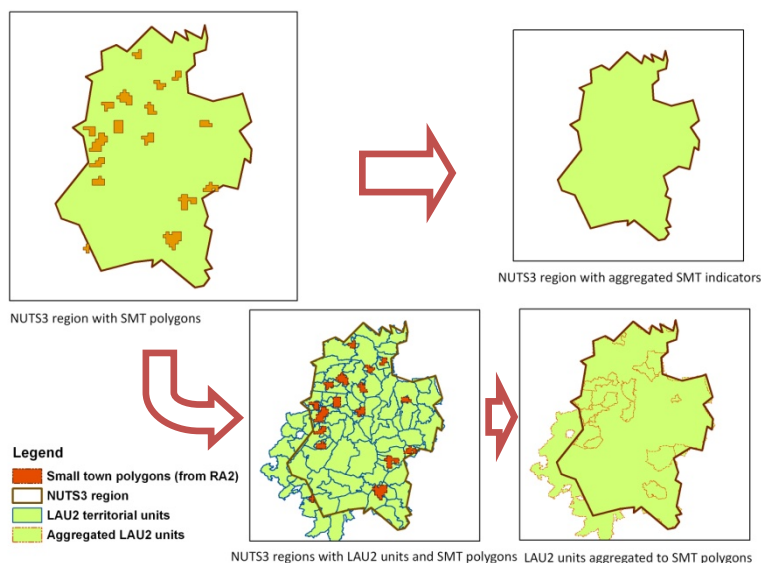 NUTS3 region with SMT polygons
NUTS3 region with aggregated SMT indicators
Legend
Small town polygons (from RA2)
NUTS3 region
LAU2 territorial units
Aggregated LAU2 units
NUTS3 regions with LAU2 units and SMT polygons
LAU2 units aggregated to SMT polygons